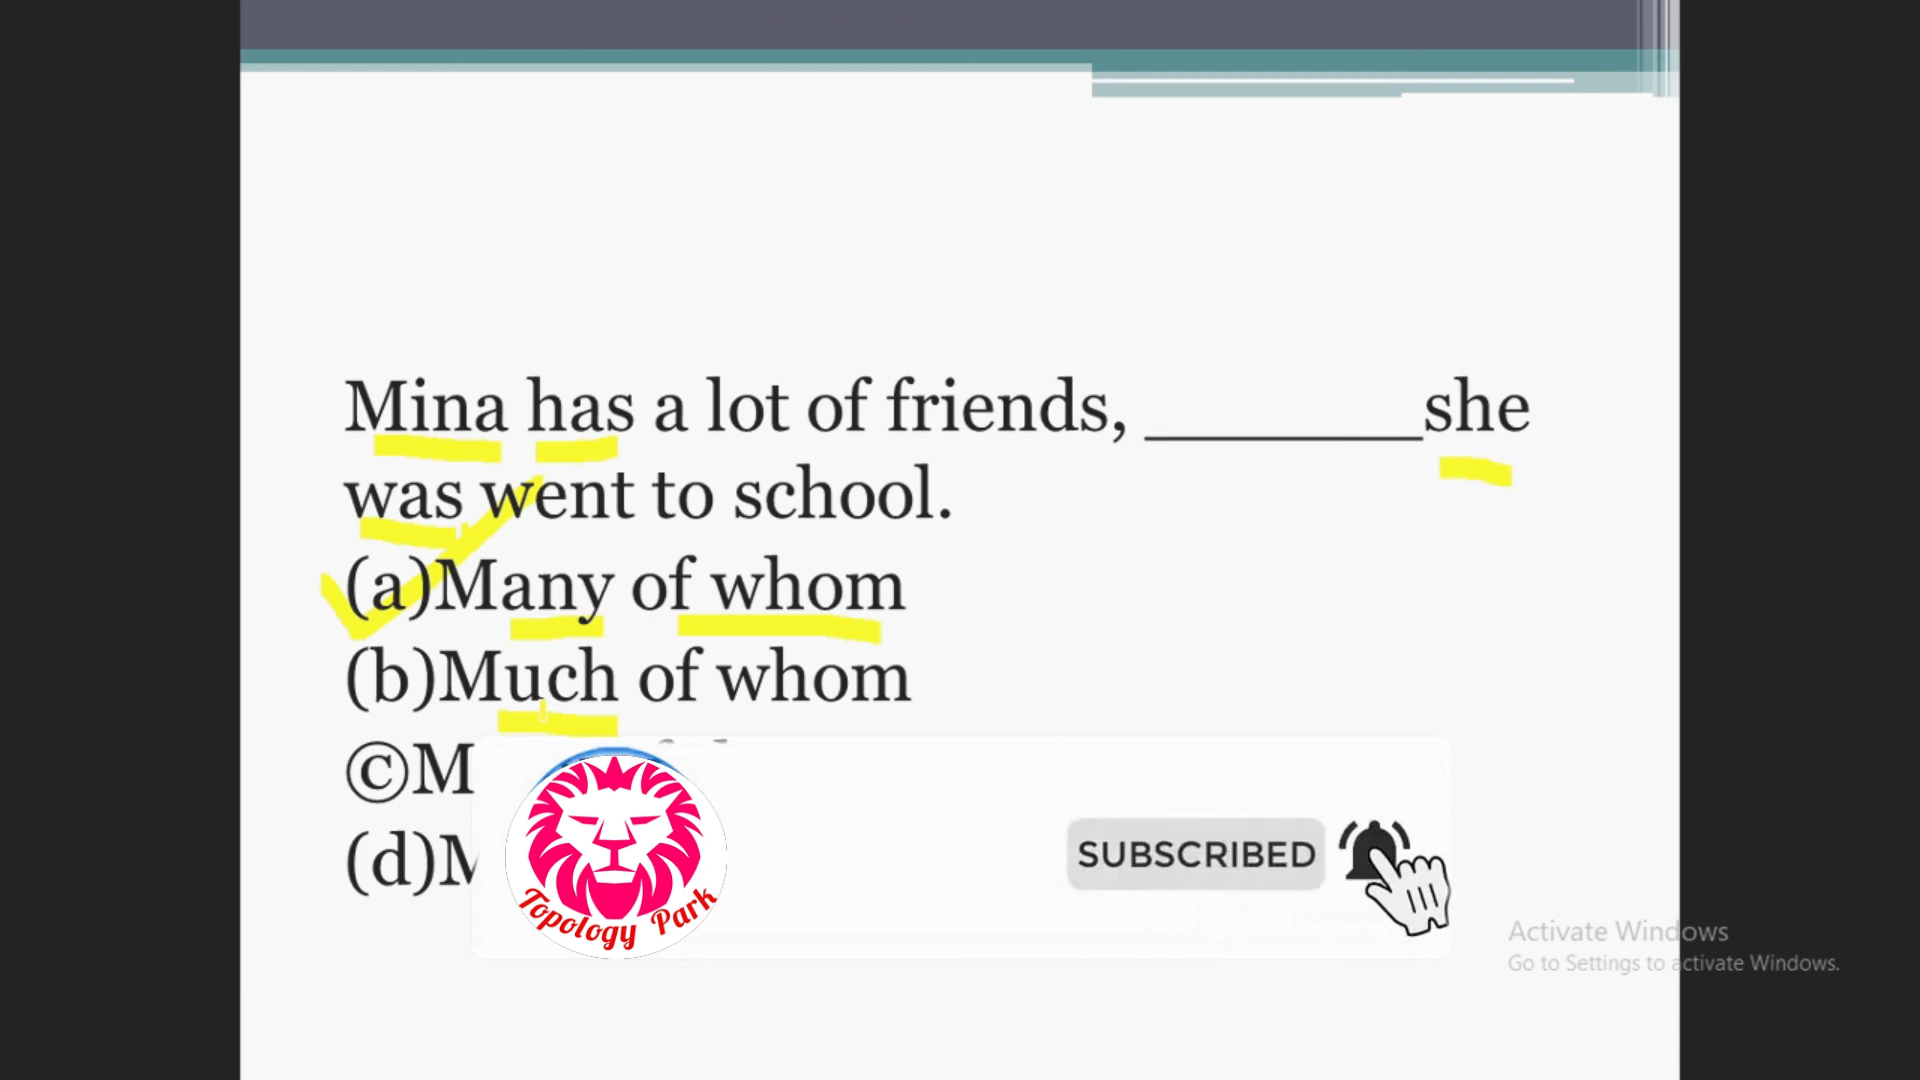 Mina has a lot of friends, ________she
was went to school.
(a)Many of whom
(b)Much of whom
©M
(d)M
Topology Park
SUBSCRIBED
Activate Windows
Go to Settings to activate Windows.